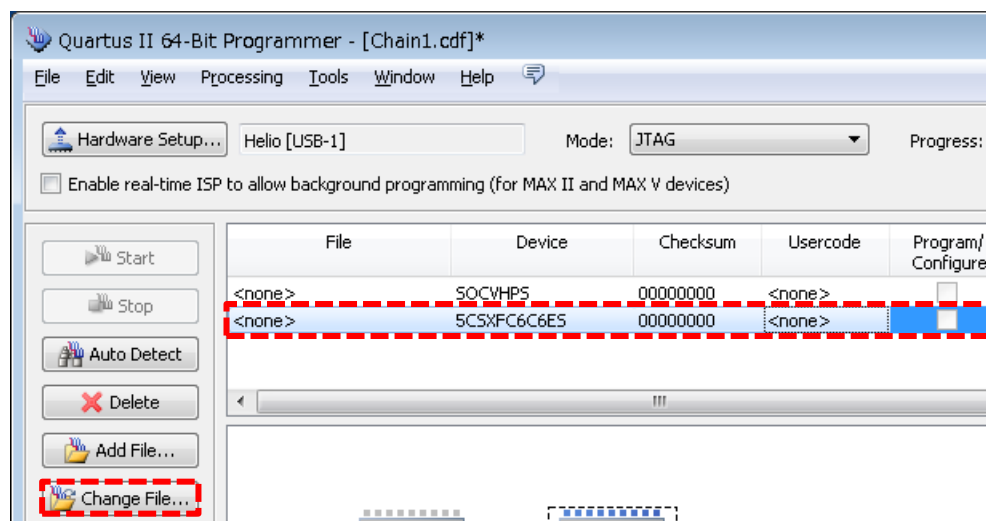 Quartus II 64-Bit Programmer - [Chain1.cdf]*
File Edit View Processing Tools Window Help
Hardware Setup... Helio [USB-1] Mode: JTAG Progress:
Enable real-time ISP to allow background programming (for MAX II and MAX V devices)
File Device Checksum Usercode Program/
Configure
Start
<none> SOCVHPS 00000000 <none>
Stop
<none> 5CSXFC6C6ES 00000000 <none>
Auto Detect
Delete
Add File...
Change File...